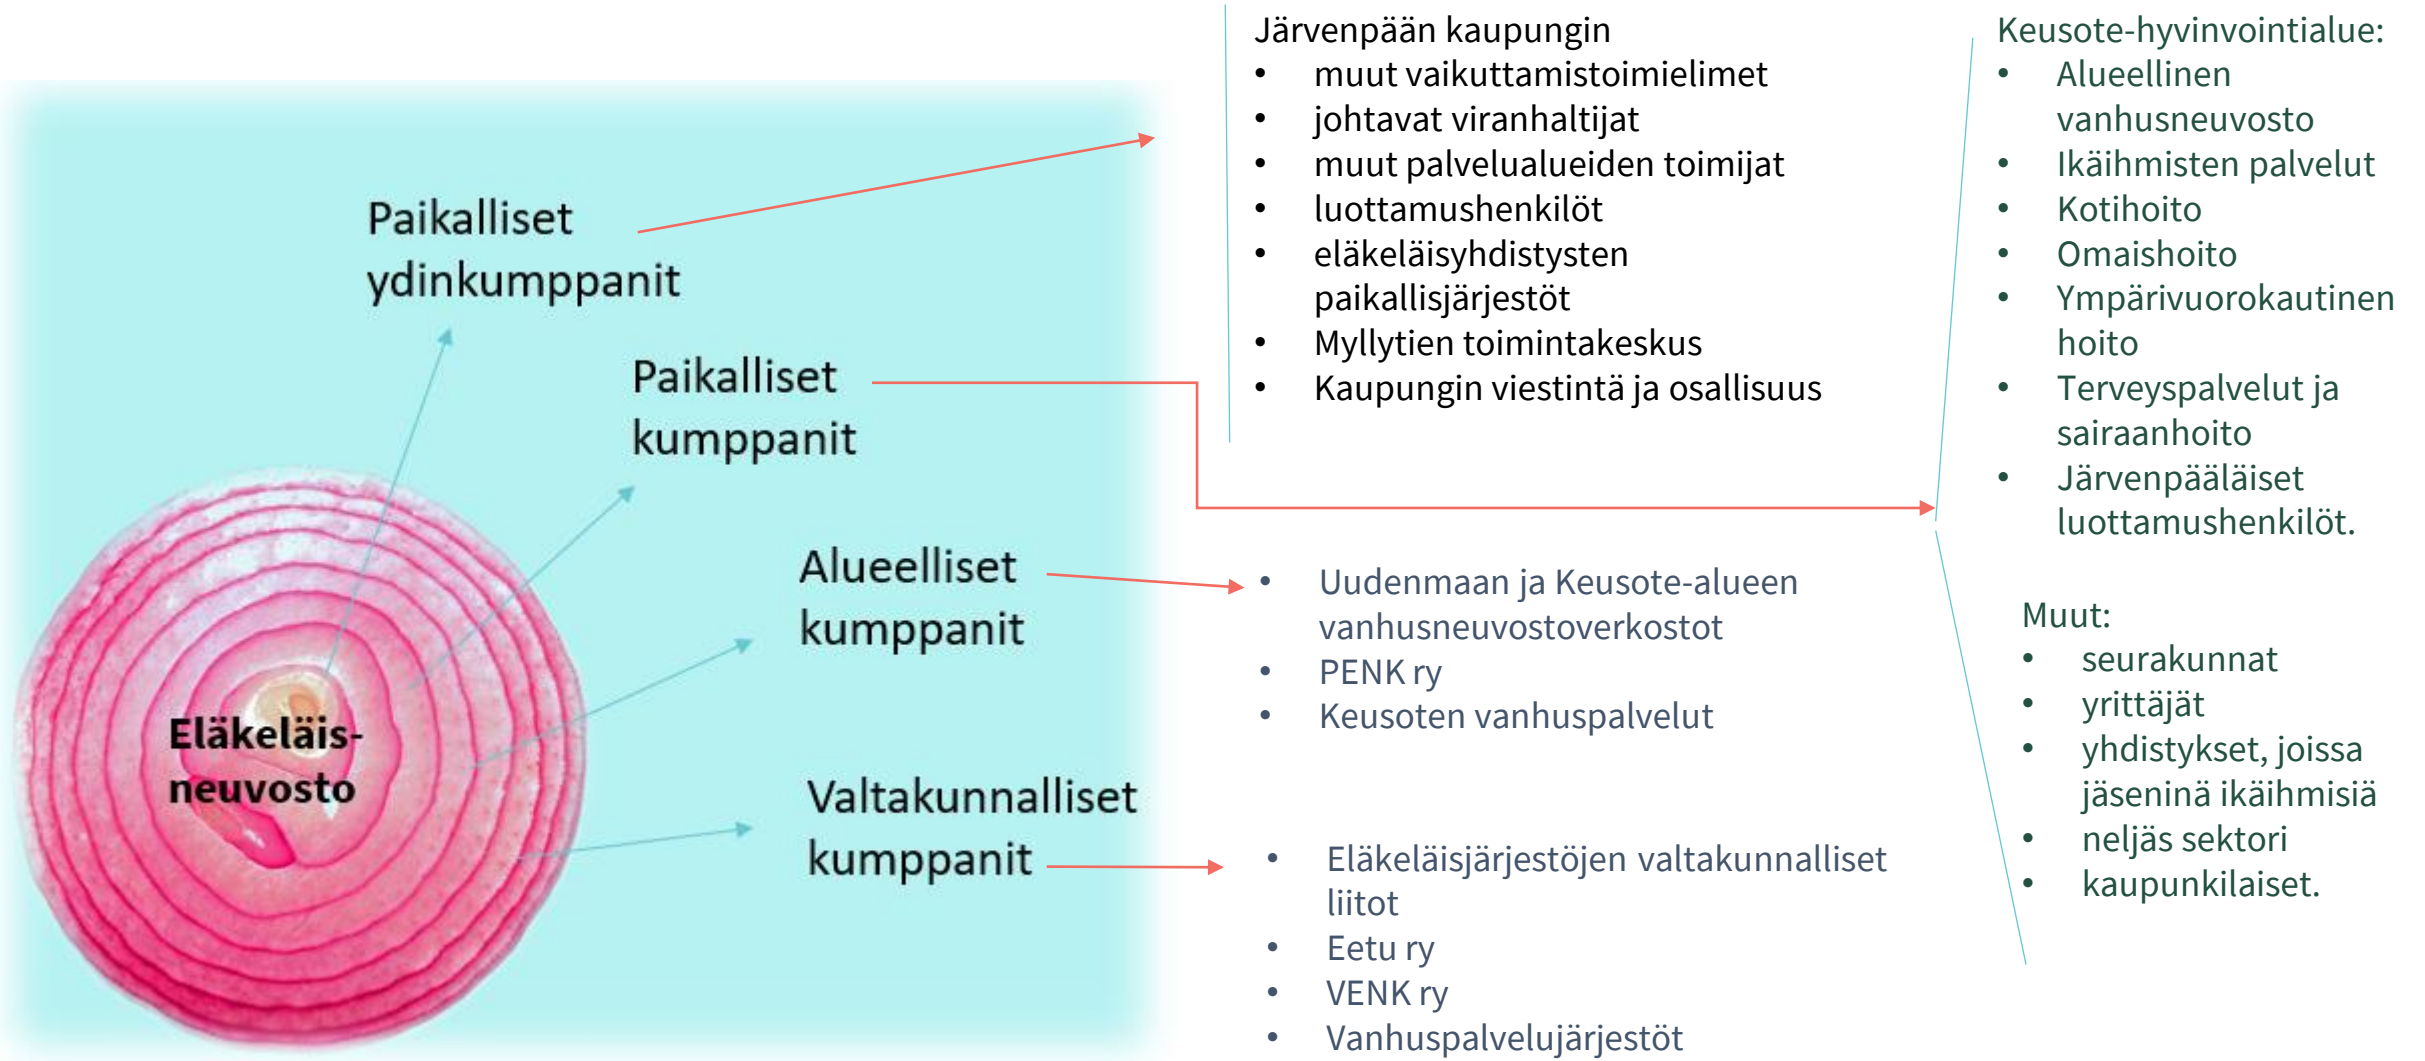 Paikalliset
ydinkumppanit
Paikalliset
kumppanit
Alueelliset
kumppanit
Valtakunnalliset
kumppanit
Eläkeläis-
neuvosto
Järvenpään kaupungin
• muut vaikuttamistoimielimet
• johtavat viranhaltijat
• muut palvelualueiden toimijat
• luottamushenkilöt
• eläkeläisyhdistysten
paikallisjärjestöt
• Myllytien toimintakeskus
• Kaupungin viestintä ja osallisuus
• Uudenmaan ja Keusote-alueen
vanhusneuvostoverkostot
• PENK ry
• Keusoten vanhuspalvelut
• Eläkeläisjärjestöjen valtakunnalliset
liitot
• Eetu ry
• VENK ry
• Vanhuspalvelujärjestöt
Keusote-hyvinvointialue:
• Alueellinen
vanhusneuvosto
• Ikäihmisten palvelut
• Kotihoito
• Omaishoito
• Ympärivuorokautinen
hoito
• Terveyspalvelut ja
sairaanhoito
• Järvenpääläiset
luottamushenkilöt.
Muut:
• seurakunnat
• yrittäjät
• yhdistykset, joissa
jäseninä ikäihmisiä
• neljäs sektori
• kaupunkilaiset.